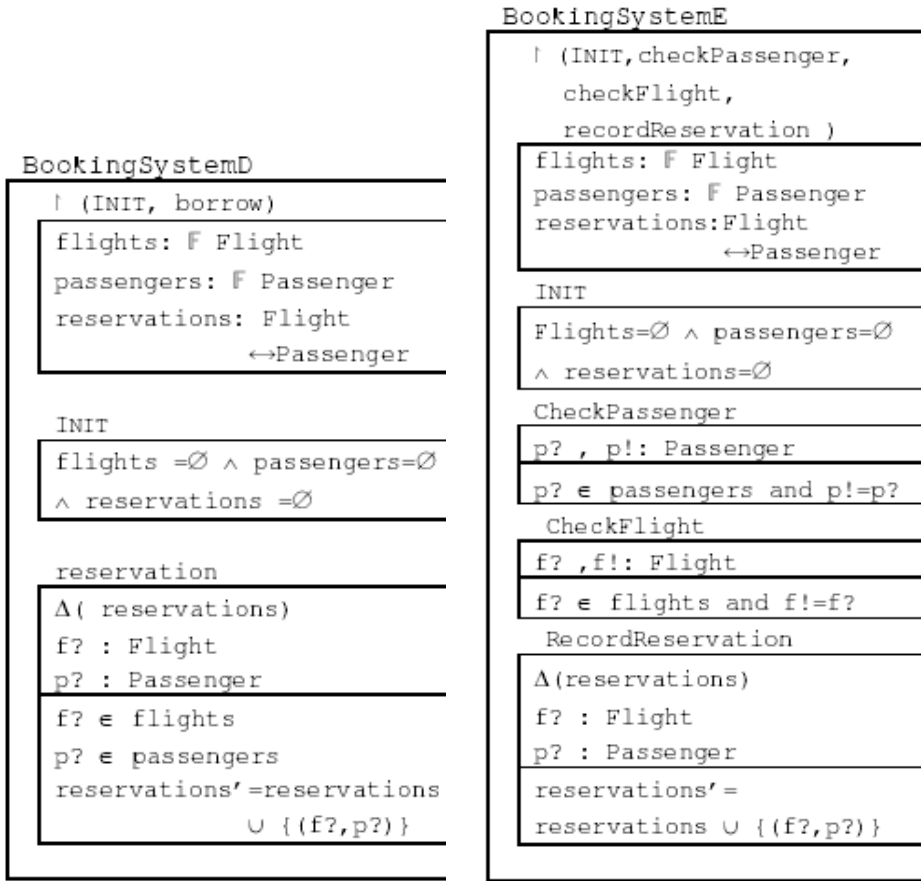 BookingSystemD
↾ (INIT, borrow)
flights: 𝔽 Flight
passengers: 𝔽 Passenger
reservations: Flight
↔Passenger
INIT
flights =∅ ∧ passengers=∅
∧ reservations =∅
reservation
Δ( reservations)
f? : Flight
p? : Passenger
f? ∈ flights
p? ∈ passengers
reservations′=reservations
∪ {(f?,p?)}
BookingSystemE
↾ (INIT,checkPassenger,
checkFlight,
recordReservation )
flights: 𝔽 Flight
passengers: 𝔽 Passenger
reservations:Flight
↔Passenger
INIT
Flights=∅ ∧ passengers=∅
∧ reservations=∅
CheckPassenger
p? , p!: Passenger
p? ∈ passengers and p!=p?
CheckFlight
f? ,f!: Flight
f? ∈ flights and f!=f?
RecordReservation
Δ(reservations)
f? : Flight
p? : Passenger
reservations′=
reservations ∪ {(f?,p?)}